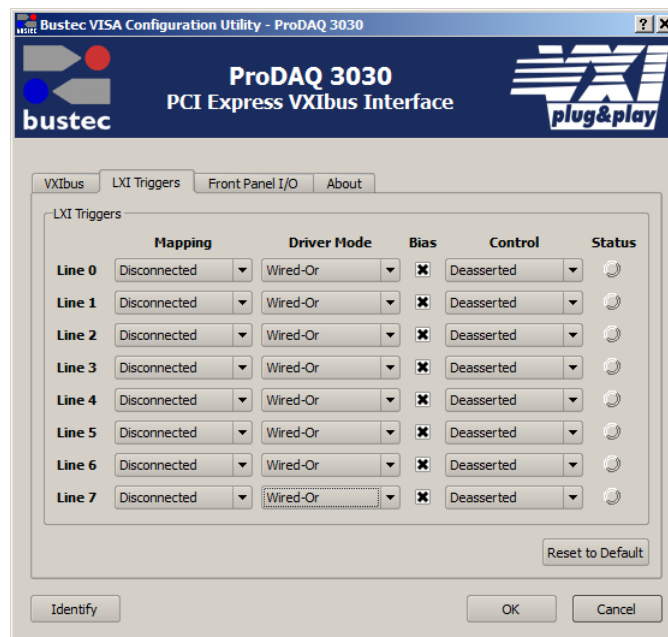 Bustec VISA Configuration Utility - ProDAQ 3030
ProDAQ 3030
PCI Express VXIbus Interface
bustec
VXI
plug&play
VXIbus LXI Triggers Front Panel I/O About
LXI Triggers
Mapping Driver Mode Bias Control Status
Line 0 Disconnected Wired-Or Deasserted
Line 1 Disconnected Wired-Or Deasserted
Line 2 Disconnected Wired-Or Deasserted
Line 3 Disconnected Wired-Or Deasserted
Line 4 Disconnected Wired-Or Deasserted
Line 5 Disconnected Wired-Or Deasserted
Line 6 Disconnected Wired-Or Deasserted
Line 7 Disconnected Wired-Or Deasserted
Reset to Default
Identify OK Cancel